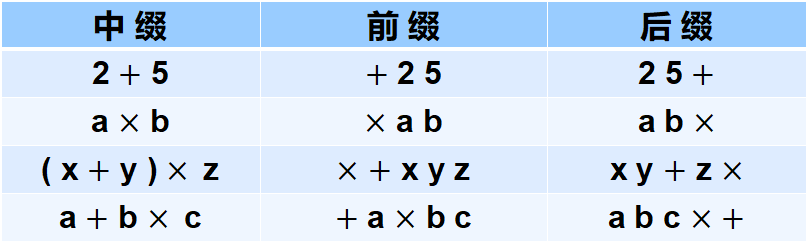 中缀 前缀 后缀
2 + 5 + 2 5 2 5 +
a × b × a b a b ×
( x + y ) × z × + x y z x y + z ×
a + b × c + a × b c a b c × +